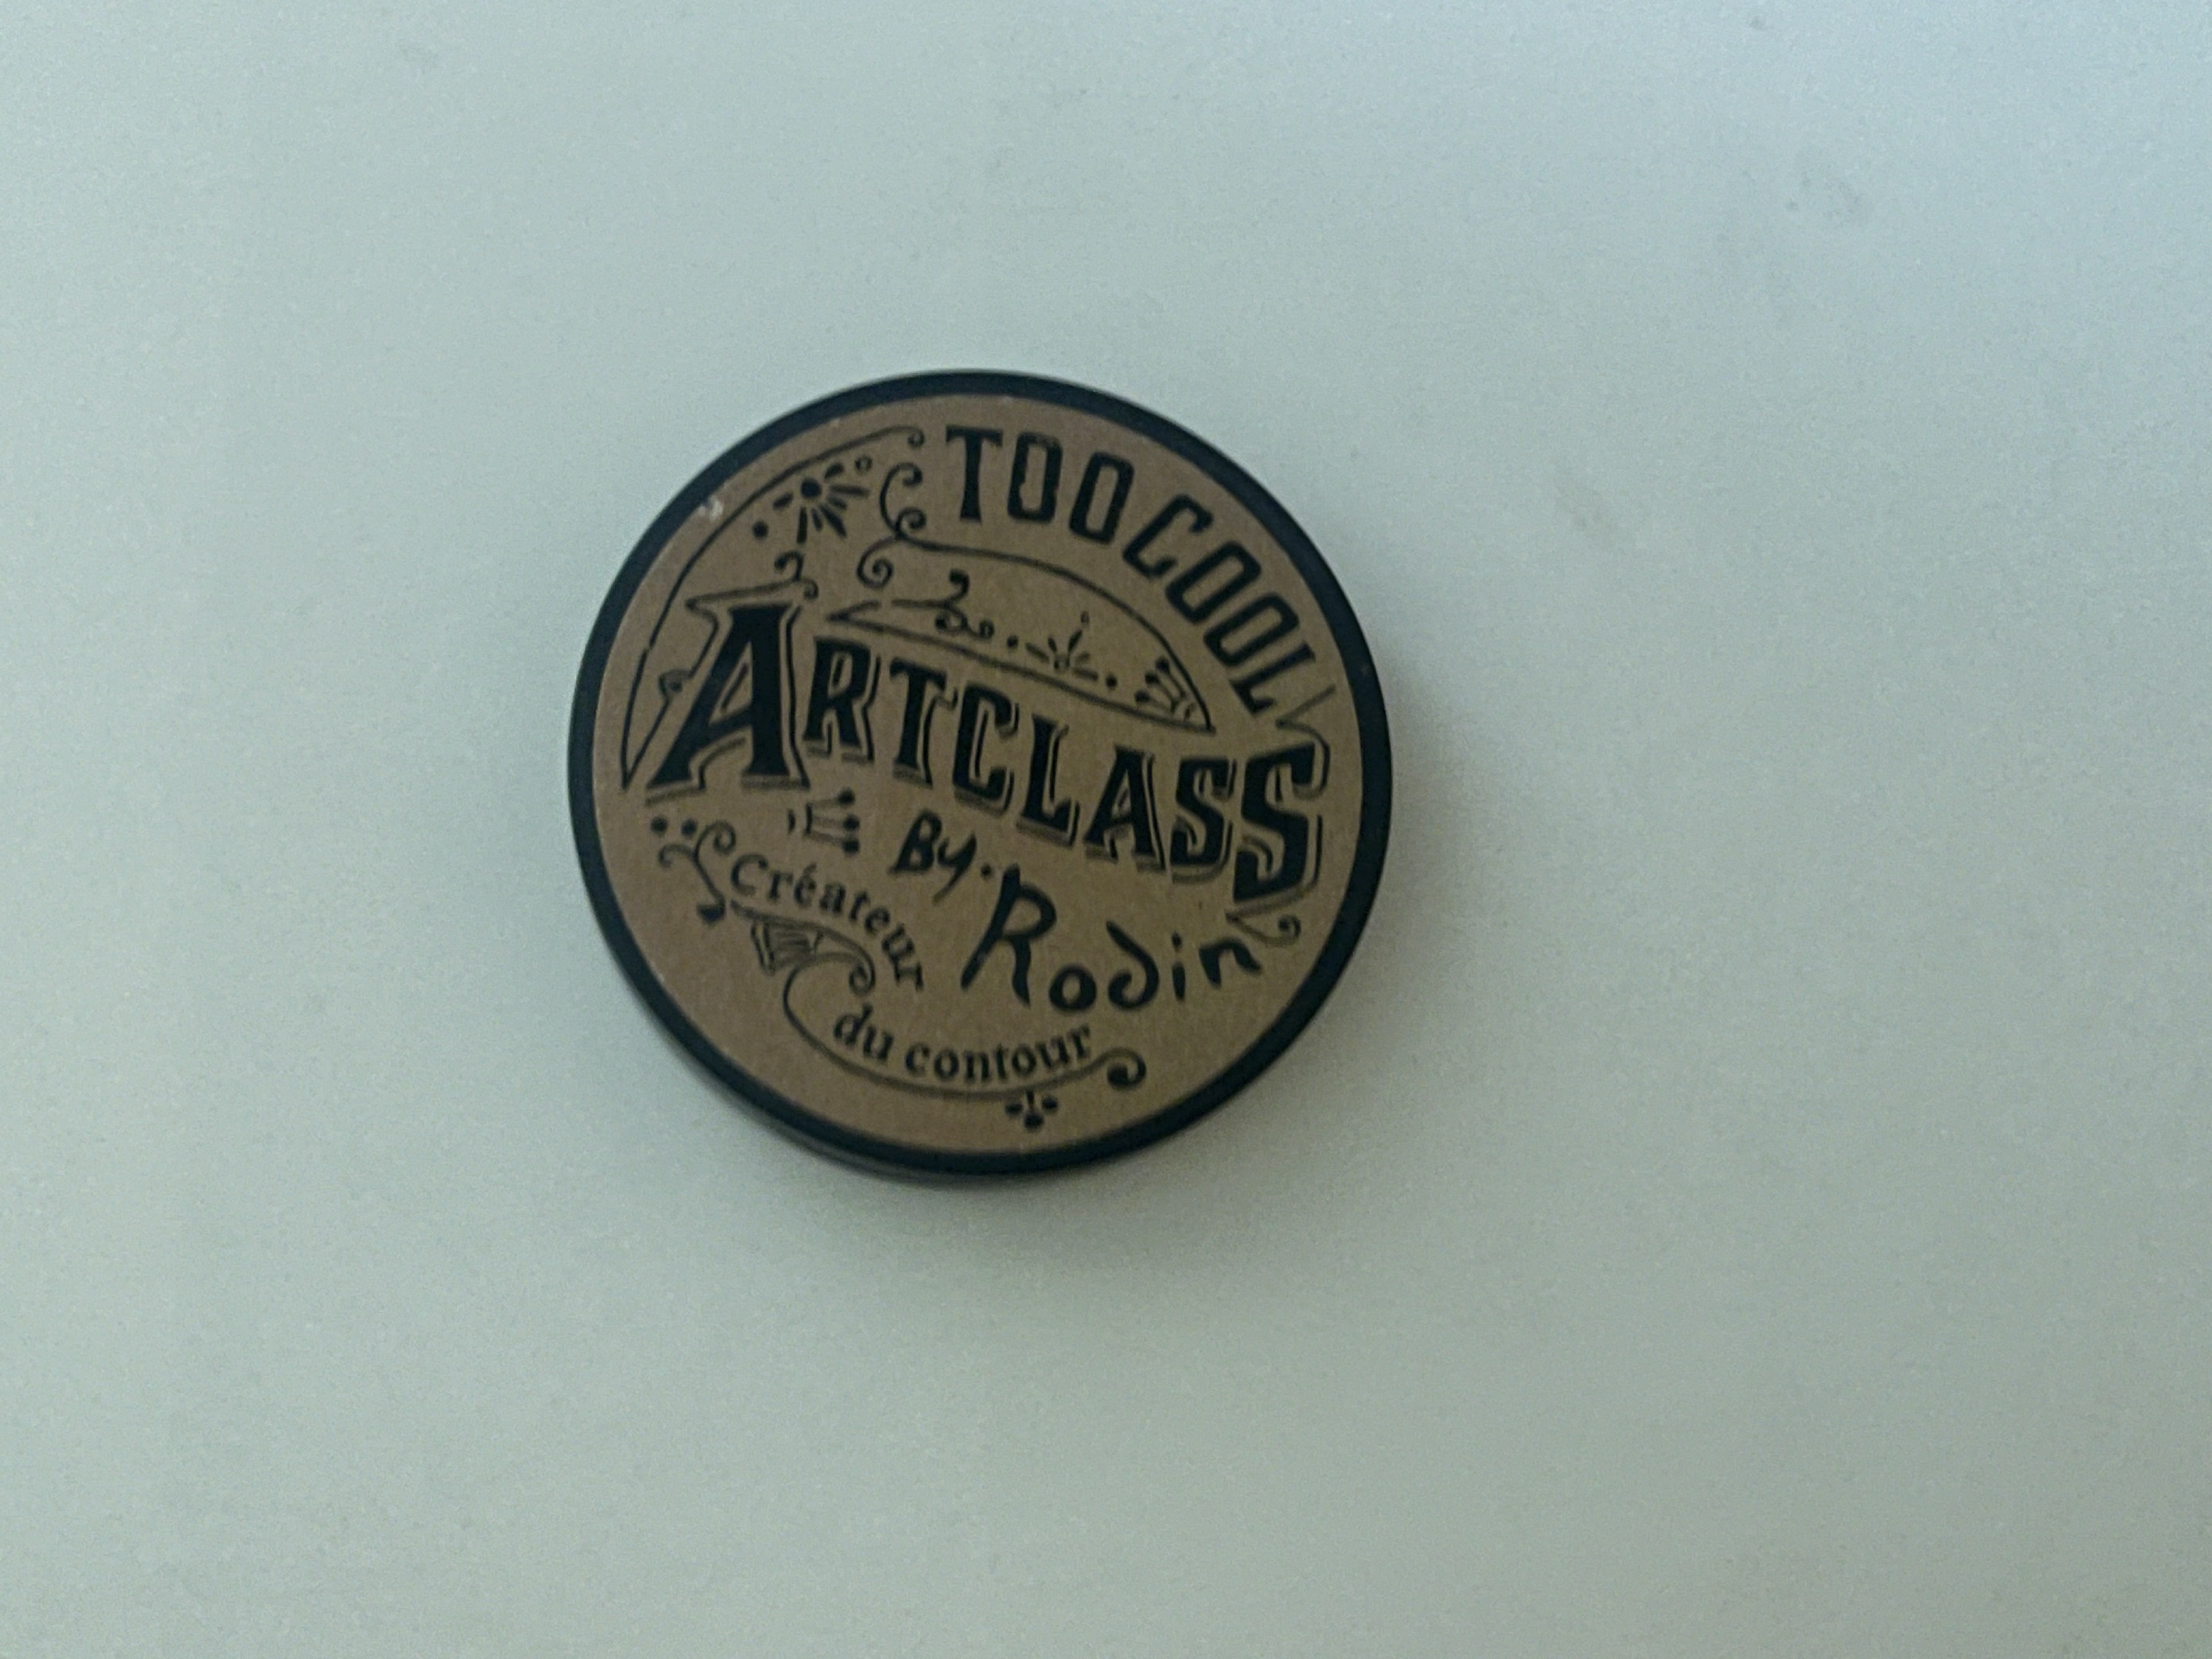 TOO COOL
ARTCLASS
BY. Rodin
Créateur
du contour